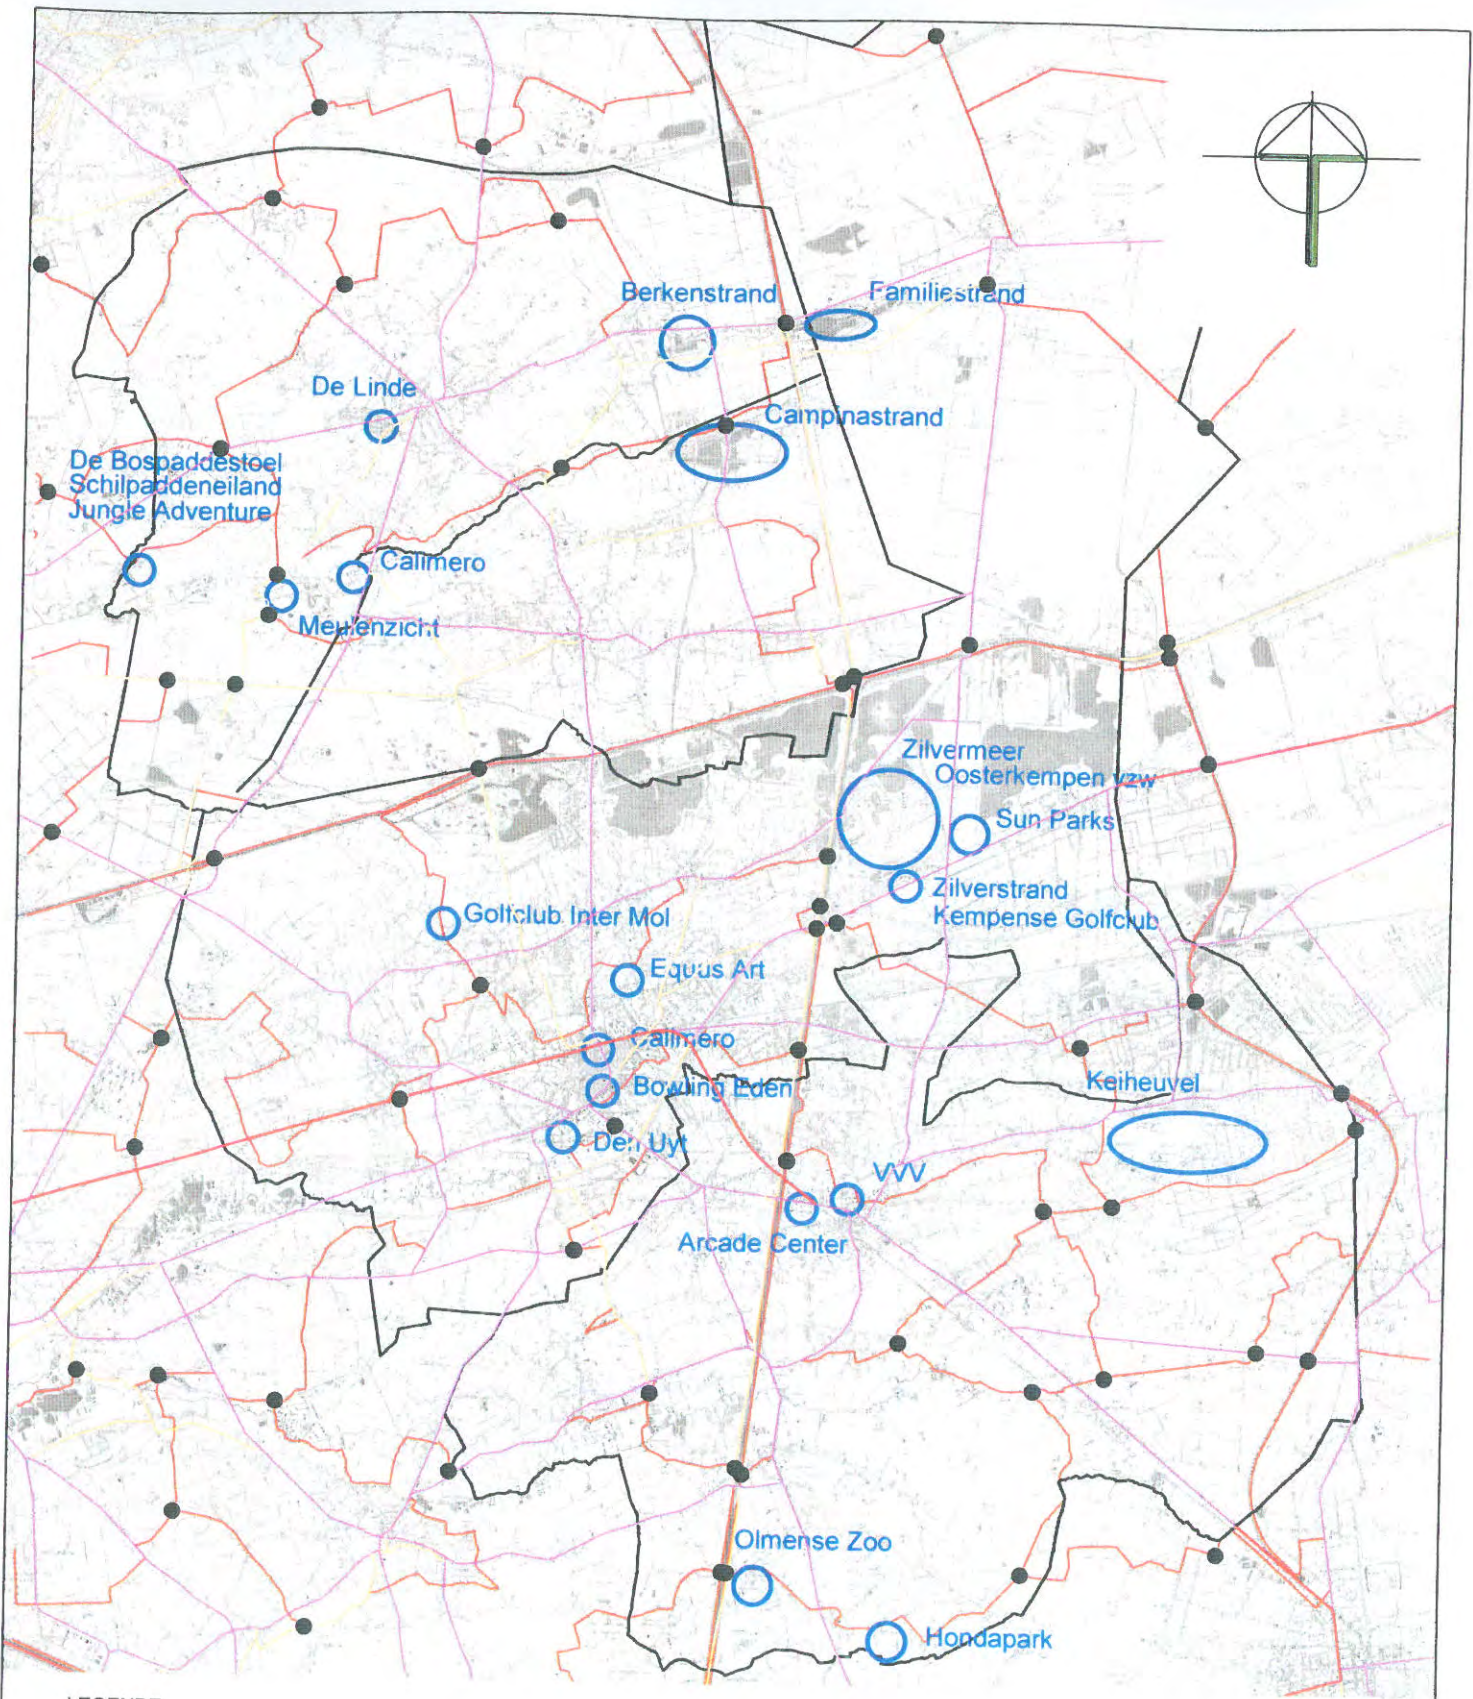 Berkenstrand
Familiestrand
De Linde
Campinastrand
De Bospaddestoel
Schilpaddeneiland
Jungle Adventure
Calimero
Meulenzicht
Zilvermeer
Oosterkempen vzw
Sun Parks
Zilverstrand
Kempense Golfclub
Golfclub Inter Mol
Equus Art
Calimero
Bowling Eden
Keiheuvel
Den Uyt
VVV
Arcade Center
Olmense Zoo
Hondapark